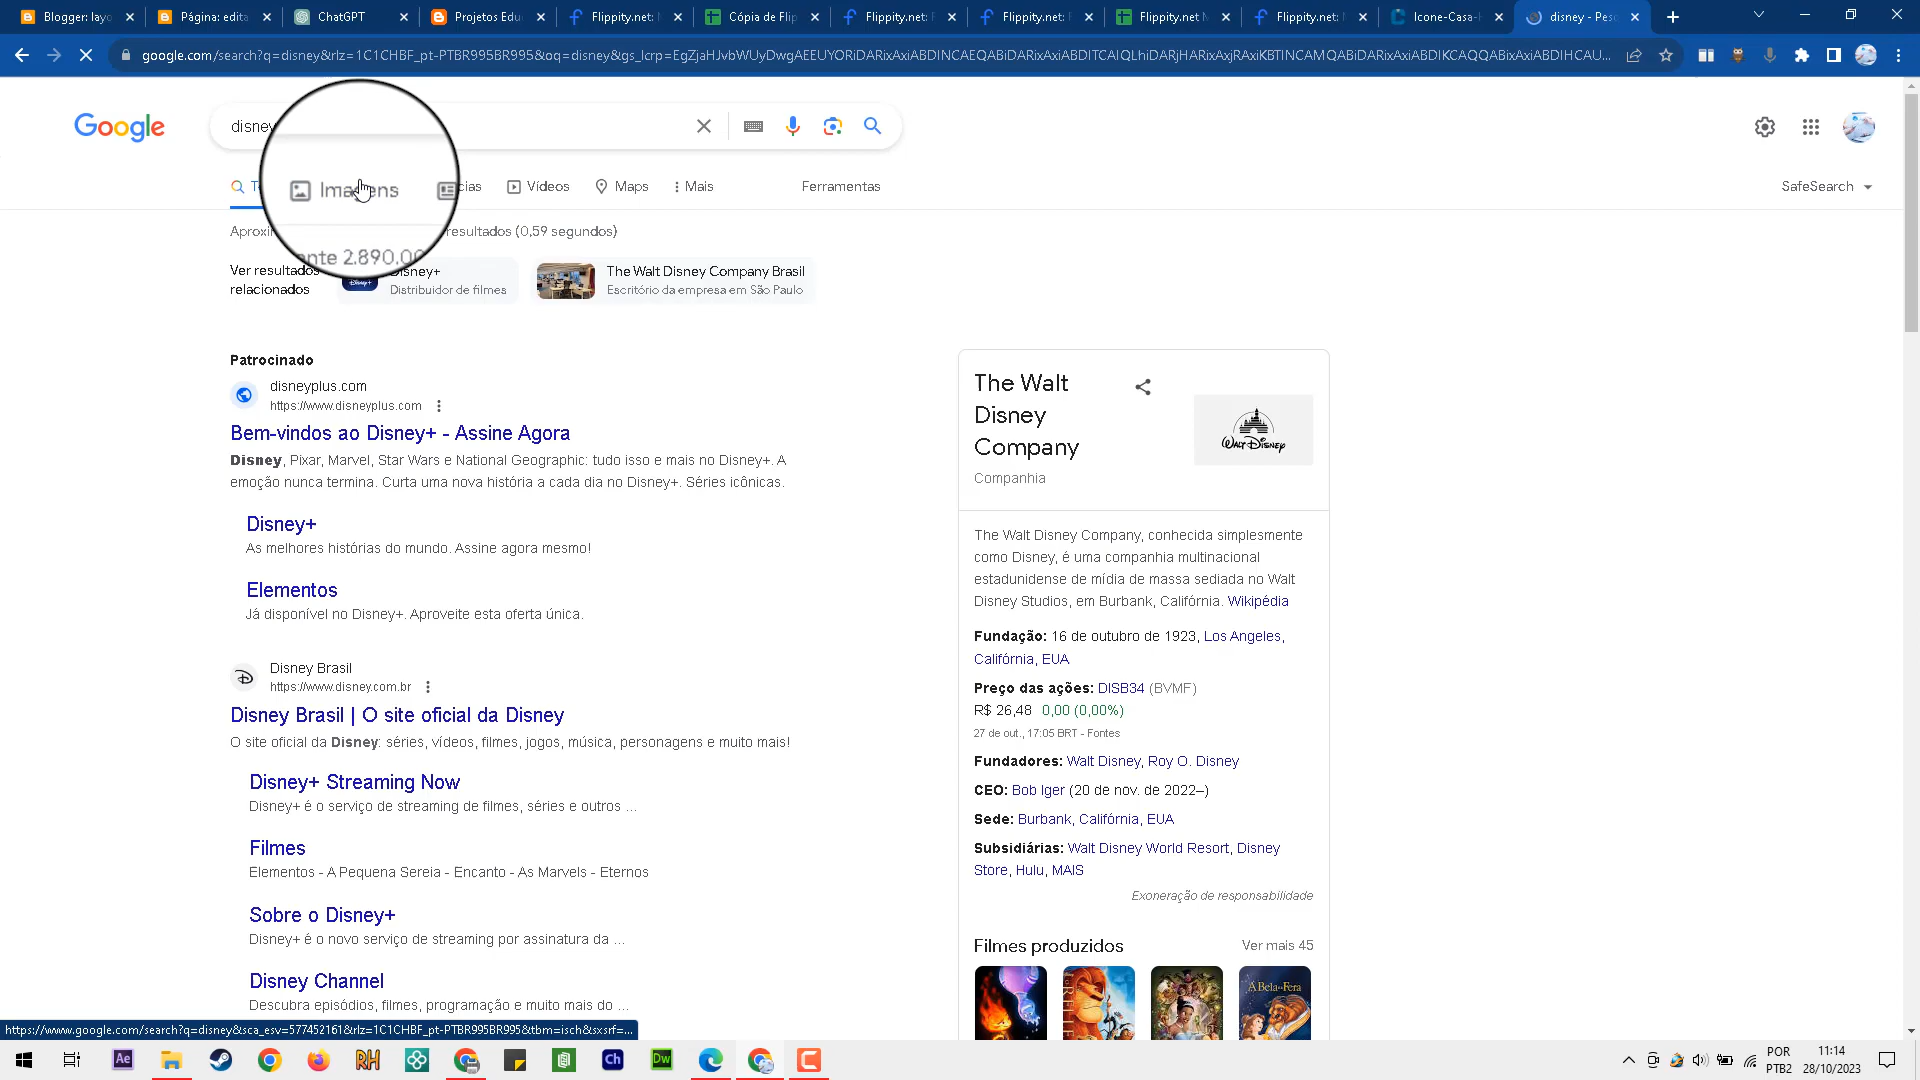 Blogger: layo
Página: edita
ChatGPT
Projetos Edu
Flippity.net:
Cópia de Flip
Flippity.net: F
Flippity.net: F
Flippity.net M
Flippity.net:
Icone-Casa-
disney - Pesq
google.com/search?q=disney&rlz=1C1CHBF_pt-PTBR995BR995&oq=disney&gs_lcrp=EgZjaHJvbWUyDwgAEEUYORiDARixAxiABDINCAEQABiDARixAxiABDITCAIQLhiDARjHARixAxjRAxiKBTINCAMQABiDARixAxiABDIKCAQQABixAxiABDIHCAU...
Google
disney
Imagens
cias
Vídeos
Maps
Mais
Ferramentas
SafeSearch
Aproxi
nte 2.890.00
resultados (0,59 segundos)
Ver resultados relacionados
Disney+
Distribuidor de filmes
The Walt Disney Company Brasil
Escritório da empresa em São Paulo
Patrocinado
disneyplus.com
https://www.disneyplus.com
Bem-vindos ao Disney+ - Assine Agora
Disney, Pixar, Marvel, Star Wars e National Geographic: tudo isso e mais no Disney+. A
emoção nunca termina. Curta uma nova história a cada dia no Disney+. Séries icônicas.
Disney+
As melhores histórias do mundo. Assine agora mesmo!
Elementos
Já disponível no Disney+. Aproveite esta oferta única.
Disney Brasil
https://www.disney.com.br
Disney Brasil | O site oficial da Disney
O site oficial da Disney: séries, vídeos, filmes, jogos, música, personagens e muito mais!
Disney+ Streaming Now
Disney+ é o serviço de streaming de filmes, séries e outros ...
Filmes
Elementos - A Pequena Sereia - Encanto - As Marvels - Eternos
Sobre o Disney+
Disney+ é o novo serviço de streaming por assinatura da ...
Disney Channel
Descubra episódios, filmes, programação e muito mais do ...
The Walt
Disney
Company
Companhia
WALT DISNEY
The Walt Disney Company, conhecida simplesmente
como Disney, é uma companhia multinacional
estadunidense de mídia de massa sediada no Walt
Disney Studios, em Burbank, Califórnia. Wikipédia
Fundação: 16 de outubro de 1923, Los Angeles,
Califórnia, EUA
Preço das ações: DISB34 (BVMF)
R$ 26,48 0,00 (0,00%)
27 de out., 17:05 BRT - Fontes
Fundadores: Walt Disney, Roy O. Disney
CEO: Bob Iger (20 de nov. de 2022–)
Sede: Burbank, Califórnia, EUA
Subsidiárias: Walt Disney World Resort, Disney
Store, Hulu, MAIS
Exoneração de responsabilidade
Filmes produzidos
Ver mais 45
A Bela e a Fera
https://www.google.com/search?q=disney&sca_esv=577452161&rlz=1C1CHBF_pt-PTBR995BR995&tbm=isch&sxsrf=...
Ae
RH
Ch
Dw
POR
PTB2
11:14
28/10/2023